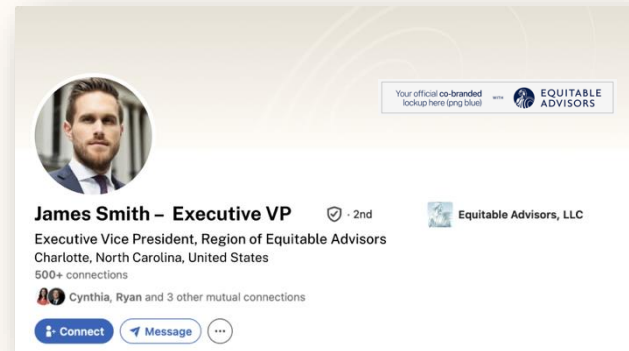 Your official co-branded
lockup here (png blue)
WITH
EQUITABLE
ADVISORS
James Smith – Executive VP
· 2nd
Equitable Advisors, LLC
Executive Vice President, Region of Equitable Advisors
Charlotte, North Carolina, United States
500+ connections
Cynthia, Ryan and 3 other mutual connections
Connect
Message